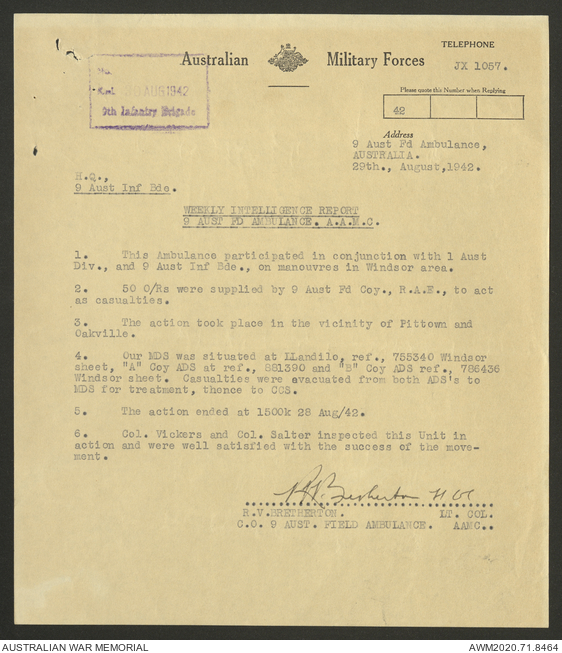 TELEPHONE
Australian Military Forces
JX 1057.
No.
AUG 1942
9th Infantry Brigade
Please quote this Number when Replying
42
Address
9 Aust Fd Ambulance,
AUSTRALIA.
29th., August,1942.
H.Q.,
9 Aust Inf Bde.
WEEKLY INTELLIGENCE REPORT
9 AUST FD AMBULANCE. A.A.M.C.
1. This Ambulance participated in conjunction with 1 Aust
Div., and 9 Aust Inf Bde., on manouvres in Windsor area.
2. 50 O/Rs were supplied by 9 Aust Fd Coy., R.A.E., to act
as casualties.
3. The action took place in the vicinity of Pittown and
Oakville.
4. Our MDS was situated at LLandilo, ref., 755340 Windsor
sheet, "A" Coy ADS at ref., 881390 and "B" Coy ADS ref., 786436
Windsor sheet. Casualties were evacuated from both ADS's to
MDS for treatment, thence to CCS.
5. The action ended at 1500k 28 Aug/42.
6. Col. Vickers and Col. Salter inspected this Unit in
action and were well satisfied with the success of the move-
ment.
R.V.Bretherton
R.V.BRETHERTON. LT. COL.
C.O. 9 AUST. FIELD AMBULANCE. AAMC..
AUSTRALIAN WAR MEMORIAL AWM2020.71.8464